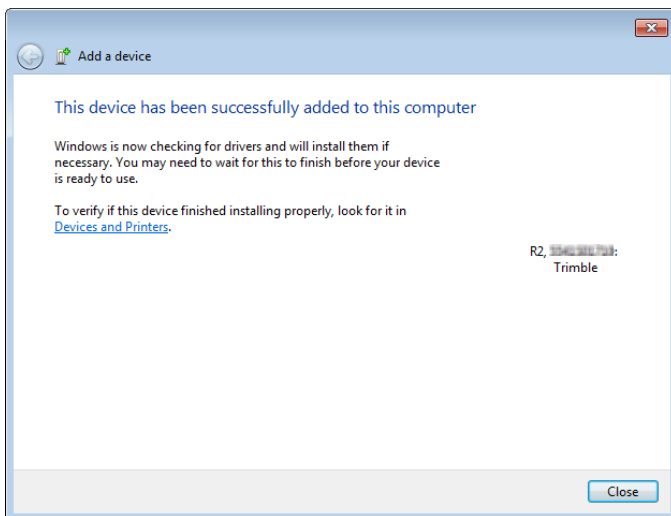 Add a device
This device has been successfully added to this computer
Windows is now checking for drivers and will install them if
necessary. You may need to wait for this to finish before your device
is ready to use.
To verify if this device finished installing properly, look for it in
Devices and Printers.
R2, :
Trimble
Close